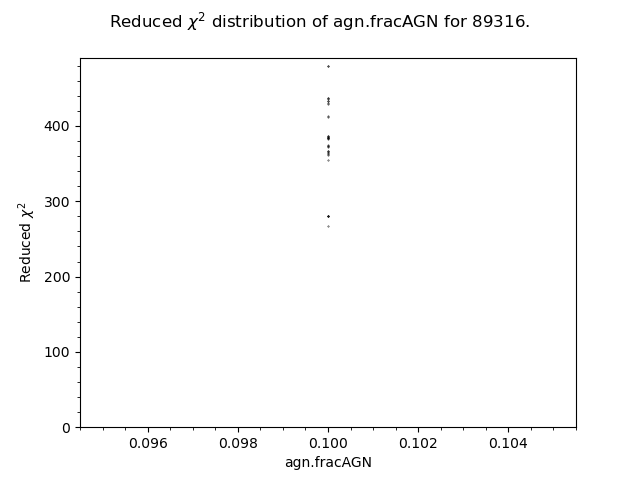 Reduced χ² distribution of agn.fracAGN for 89316.
Reduced χ²
400
300
200
100
0
0.096 0.098 0.100 0.102 0.104
agn.fracAGN